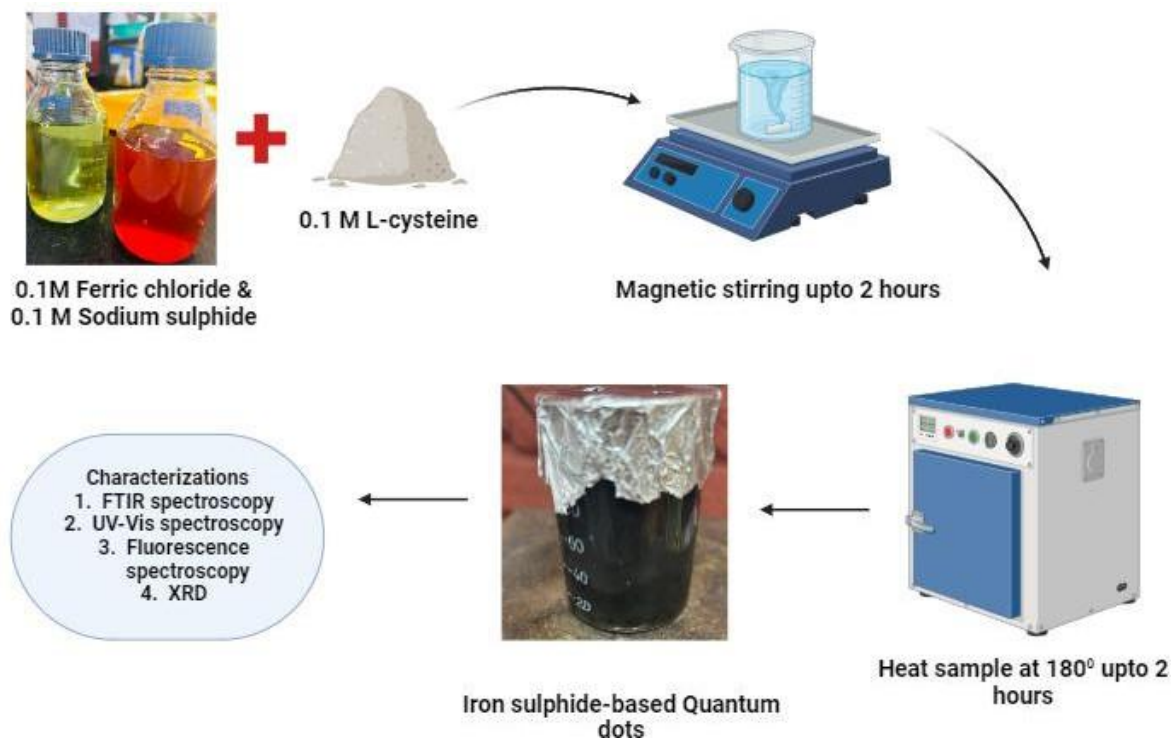 0.1M Ferric chloride &
0.1 M Sodium sulphide
0.1 M L-cysteine
Magnetic stirring upto 2 hours
Heat sample at 180⁰ upto 2
hours
Iron sulphide-based Quantum
dots
Characterizations
1. FTIR spectroscopy
2. UV-Vis spectroscopy
3. Fluorescence
spectroscopy
4. XRD